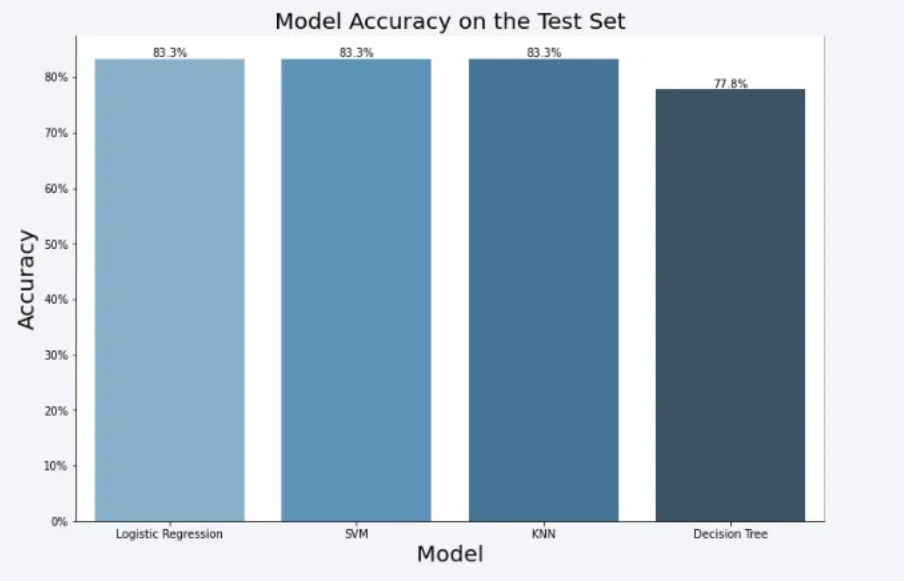 Model Accuracy on the Test Set
83.3%
83.3%
83.3%
77.8%
80%
70%
60%
50%
40%
30%
20%
10%
0%
Accuracy
Logistic Regression
SVM
KNN
Decision Tree
Model